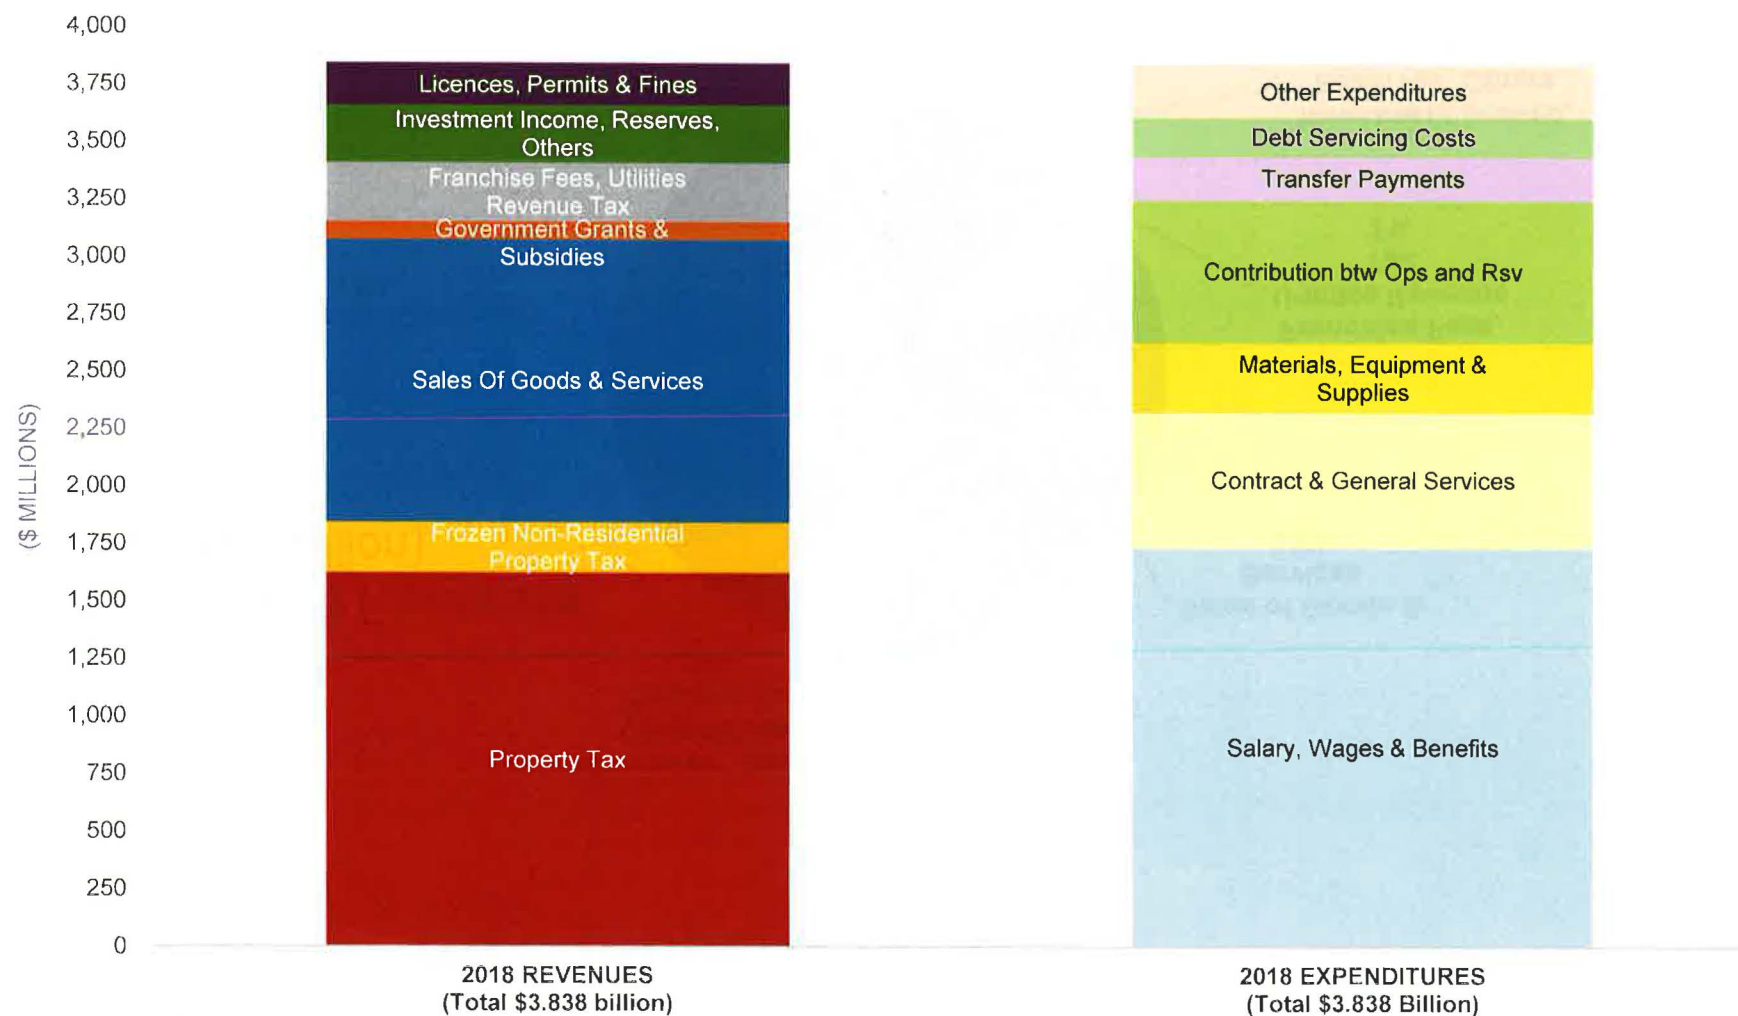 4,000
3,750
3,500
3,250
3,000
2,750
2,500
2,250
2,000
1,750
1,500
1,250
1,000
750
500
250
0
($ MILLIONS)
Licences, Permits & Fines
Investment Income, Reserves,
Others
Franchise Fees, Utilities
Revenue Tax
Government Grants &
Subsidies
Sales Of Goods & Services
Frozen Non-Residential
Property Tax
Property Tax
2018 REVENUES
(Total $3.838 billion)
Other Expenditures
Debt Servicing Costs
Transfer Payments
Contribution btw Ops and Rsv
Materials, Equipment &
Supplies
Contract & General Services
Salary, Wages & Benefits
2018 EXPENDITURES
(Total $3.838 Billion)